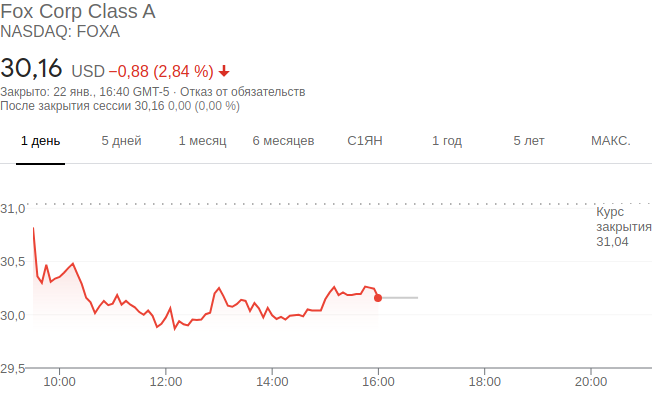 Fox Corp Class A
NASDAQ: FOXA
30,16 USD −0,88 (2,84 %)
Закрыто: 22 янв., 16:40 GMT-5 · Отказ от обязательств
После закрытия сессии 30,16 0,00 (0,00 %)
1 день 5 дней 1 месяц 6 месяцев С1ЯН 1 год 5 лет МАКС.
31,0
Курс
закрытия
31,04
30,5
30,0
29,5
10:00 12:00 14:00 16:00 18:00 20:00